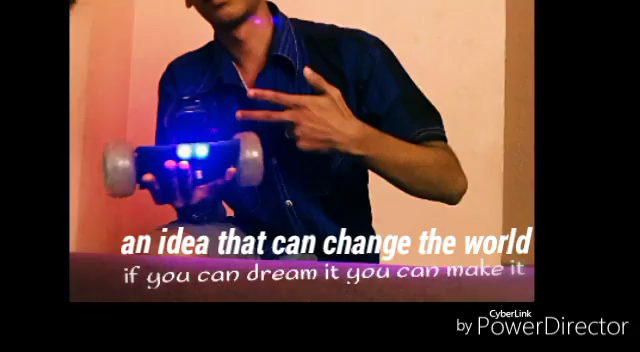 an idea that can change the world
if you can dream it you can make it
CyberLink
by PowerDirector